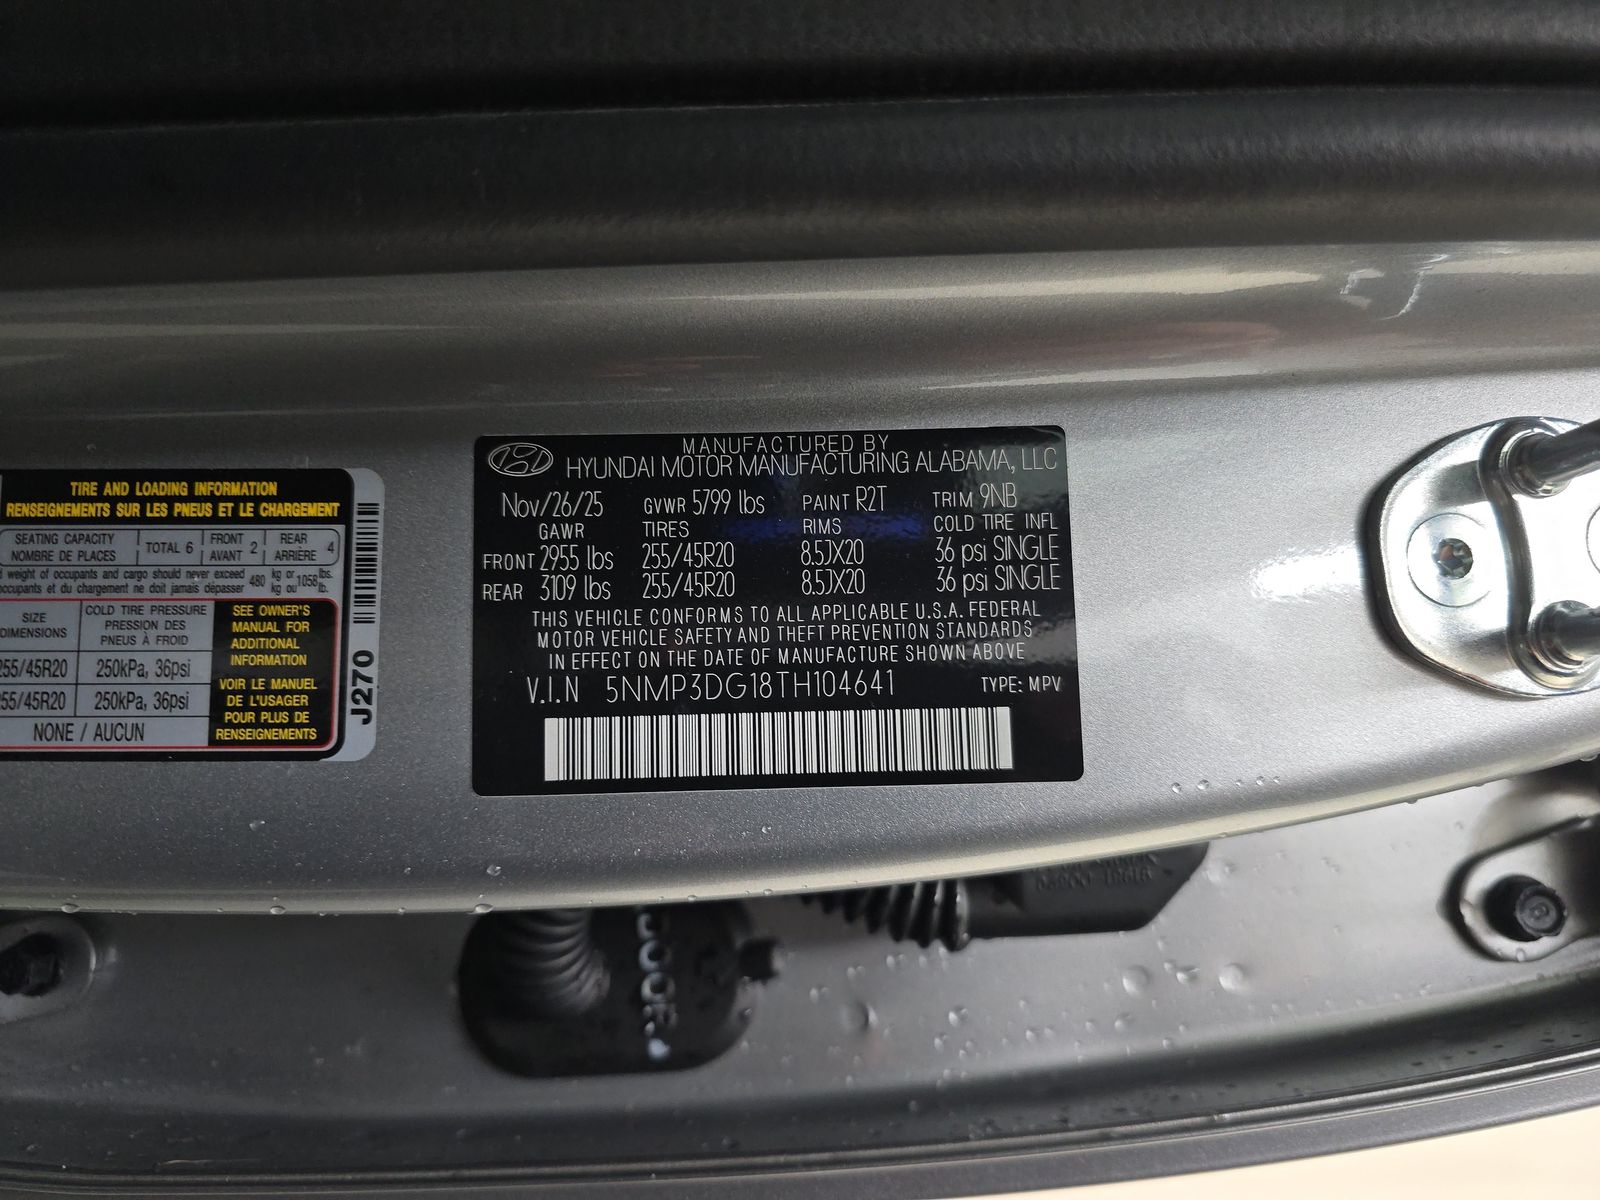 TIRE AND LOADING INFORMATION
RENSEIGNEMENTS SUR LES PNEUS ET LE CHARGEMENT
SEATING CAPACITY
NOMBRE DE PLACES
TOTAL 6
FRONT
AVANT
2
REAR
ARRIÈRE
4
weight of occupants and cargo should never exceed
occupants et du chargement ne doit jamais dépasser
480
kg or
kg ou
1058
lbs.
lb.
SIZE
DIMENSIONS
COLD TIRE PRESSURE
PRESSION DES
PNEUS À FROID
255/45R20 250kPa, 36psi
255/45R20 250kPa, 36psi
NONE / AUCUN
SEE OWNER'S
MANUAL FOR
ADDITIONAL
INFORMATION
VOIR LE MANUEL
DE L'USAGER
POUR PLUS DE
RENSEIGNEMENTS
J270
MANUFACTURED BY
HYUNDAI MOTOR MANUFACTURING ALABAMA, LLC
Nov/26/25 GVWR 5799 lbs PAINT R2T TRIM 9NB
GAWR TIRES RIMS COLD TIRE INFL
FRONT 2955 lbs 255/45R20 8.5JX20 36 psi SINGLE
REAR 3109 lbs 255/45R20 8.5JX20 36 psi SINGLE
THIS VEHICLE CONFORMS TO ALL APPLICABLE U.S.A. FEDERAL
MOTOR VEHICLE SAFETY AND THEFT PREVENTION STANDARDS
IN EFFECT ON THE DATE OF MANUFACTURE SHOWN ABOVE
V.I.N 5NMP3DG18TH104641 TYPE: MPV